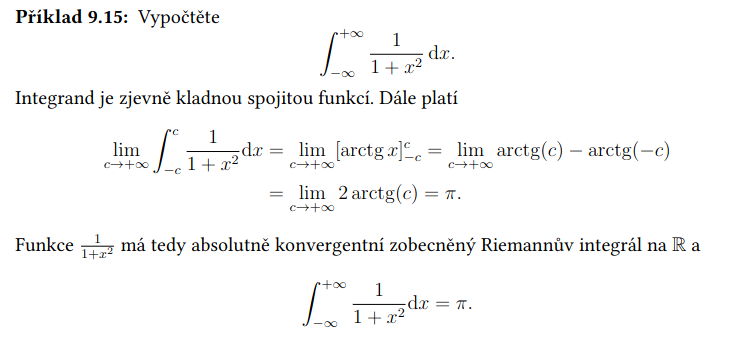 Příklad 9.15: Vypočtěte
∫_{−∞}^{+∞} 1/(1 + x²) dx.
Integrand je zjevně kladnou spojitou funkcí. Dále platí
lim_{c→+∞} ∫_{−c}^{c} 1/(1 + x²) dx = lim_{c→+∞} [arctg x]_{−c}^{c} = lim_{c→+∞} arctg(c) − arctg(−c)
= lim_{c→+∞} 2 arctg(c) = π.
Funkce 1/(1+x²) má tedy absolutně konvergentní zobecněný Riemannův integrál na ℝ a
∫_{−∞}^{+∞} 1/(1 + x²) dx = π.